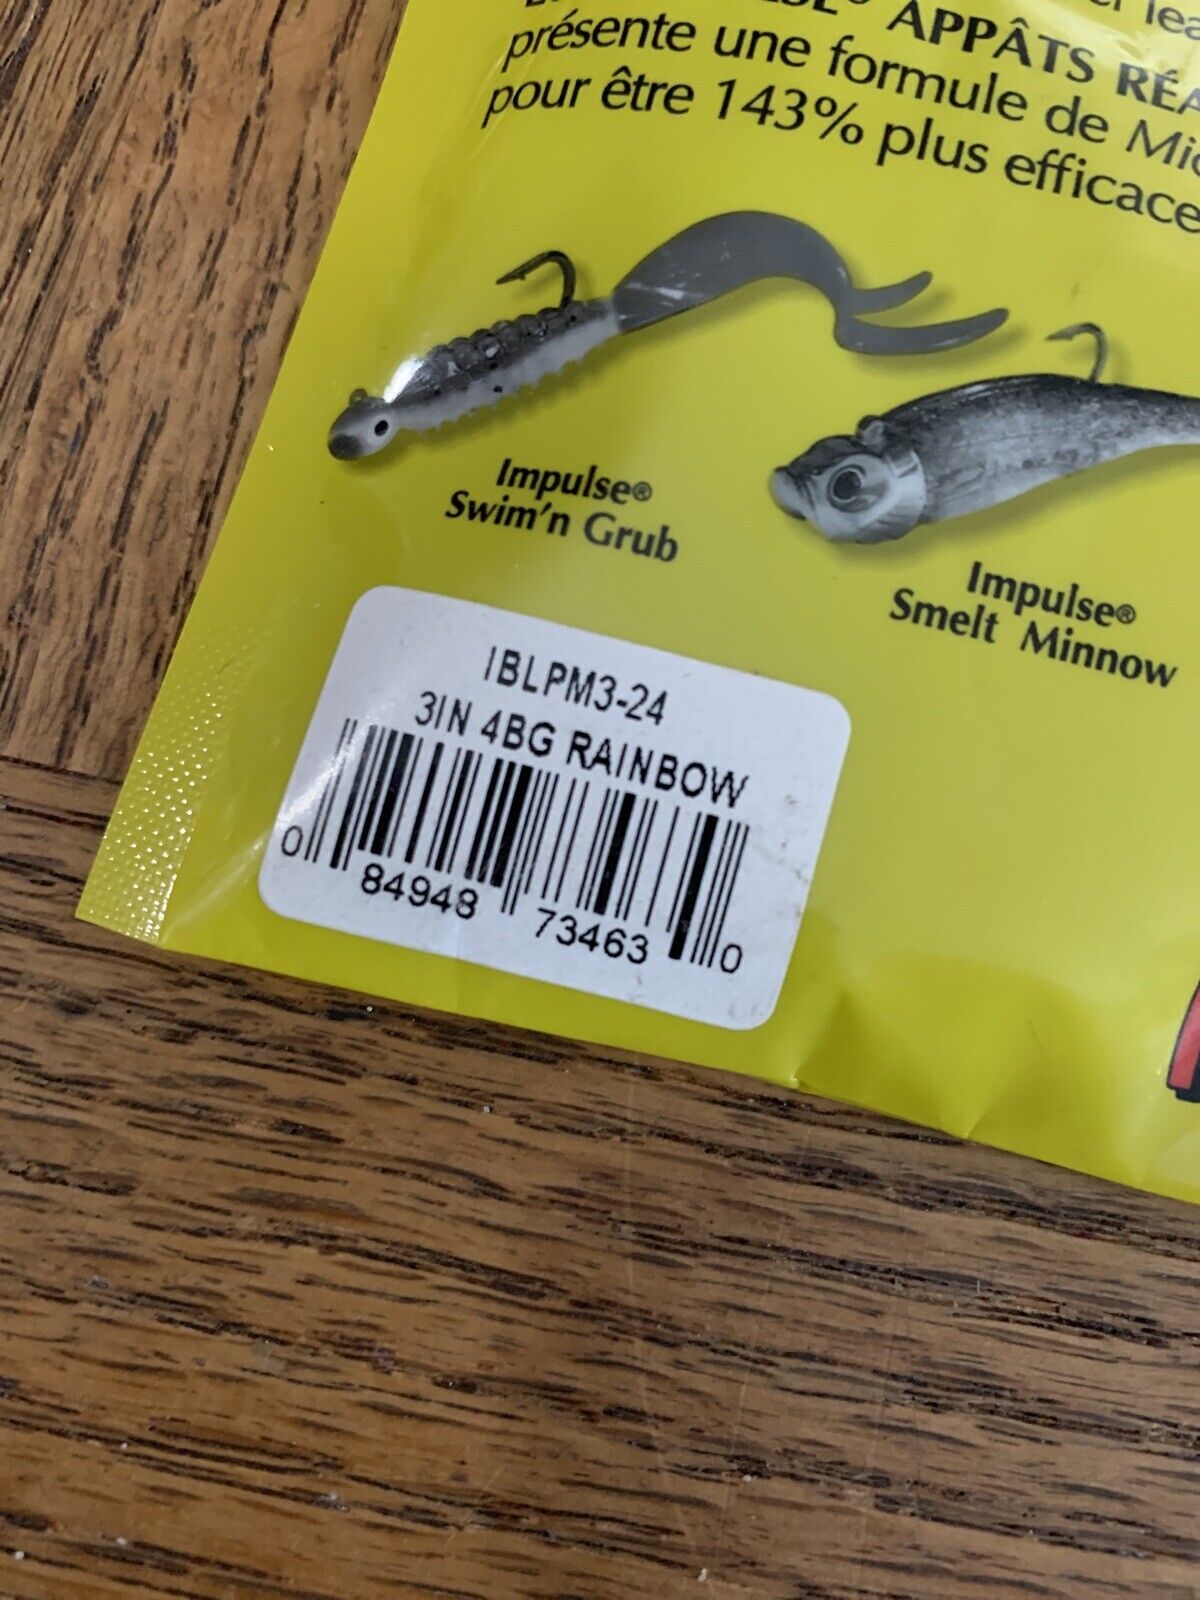 APPÂTS
présente une formule de
pour être 143% plus efficace
Impulse®
Swim'n Grub
Impulse®
Smelt Minnow
IBLPM3-24
3IN 4BG RAINBOW
0 84948 73463 0